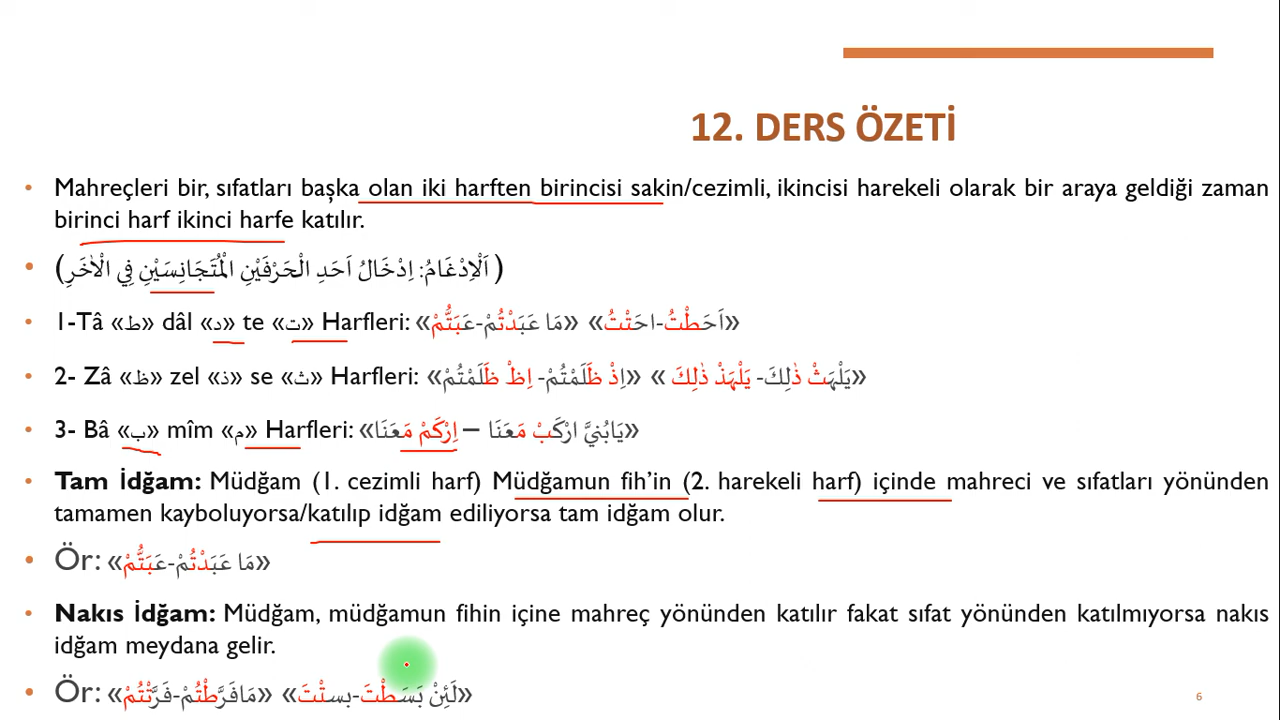 12. DERS ÖZETİ
• Mahreçleri bir, sıfatları başka olan iki harften birincisi sakin/cezimli, ikincisi harekeli olarak bir araya geldiği zaman
birinci harf ikinci harfe katılır.
• (اَلْاِدْغَامُ: اِدْخَالُ اَحَدِ الْحَرْفَيْنِ الْمُتَجَانِسَيْنِ فِي الْاٰخَرِ)
• 1-Tâ «ط» dâl «د» te «ت» Harfleri: «مَا عَبَدْتُمْ-عَبَتُّمْ» «اَحَطْتُ-احَتْتُ»
• 2- Zâ «ظ» zel «ذ» se «ث» Harfleri: «اِذْ ظَلَمْتُمْ- اِظْ ظَلَمْتُمْ» «يَلْهَثْ ذٰلِكَ- يَلْهَذْ ذٰلِكَ»
• 3- Bâ «ب» mîm «م» Harfleri: «يَابُنَيَّ ارْكَبْ مَعَنَا – اِرْكَمْ مَعَنَا»
• Tam İdğam: Müdğam (1. cezimli harf) Müdğamun fih’in (2. harekeli harf) içinde mahreci ve sıfatları yönünden
tamamen kayboluyorsa/katılıp idğam ediliyorsa tam idğam olur.
• Ör: «مَا عَبَدْتُمْ-عَبَتُّمْ»
• Nakıs İdğam: Müdğam, müdğamun fihin içine mahreç yönünden katılır fakat sıfat yönünden katılmıyorsa nakıs
idğam meydana gelir.
• Ör: «مَافَرَّطْتُمْ-فَرَّتْتُمْ» «لَئِنْ بَسَطْتَ-بستْتَ»
6